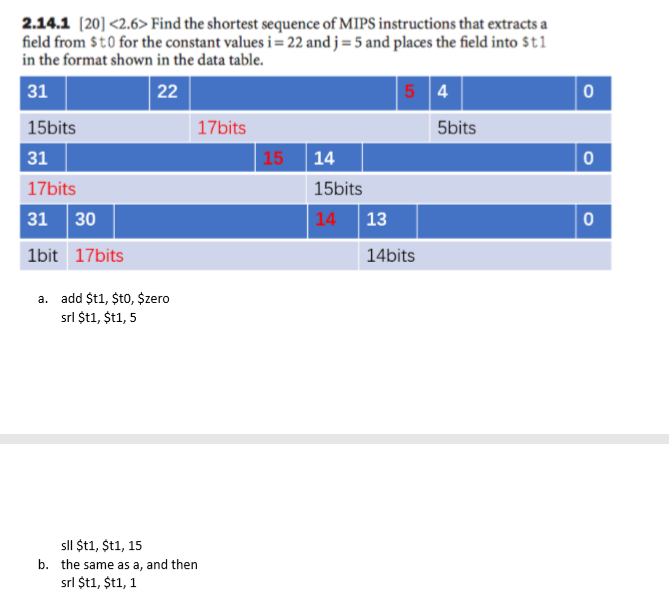 2.14.1 [20] <2.6> Find the shortest sequence of MIPS instructions that extracts a
field from $t0 for the constant values i = 22 and j = 5 and places the field into $t1
in the format shown in the data table.
31 22 5 4 0
15bits 17bits 5bits
31 15 14 0
17bits 15bits
31 30 14 13 0
1bit 17bits 14bits
a. add $t1, $t0, $zero
srl $t1, $t1, 5
sll $t1, $t1, 15
b. the same as a, and then
srl $t1, $t1, 1